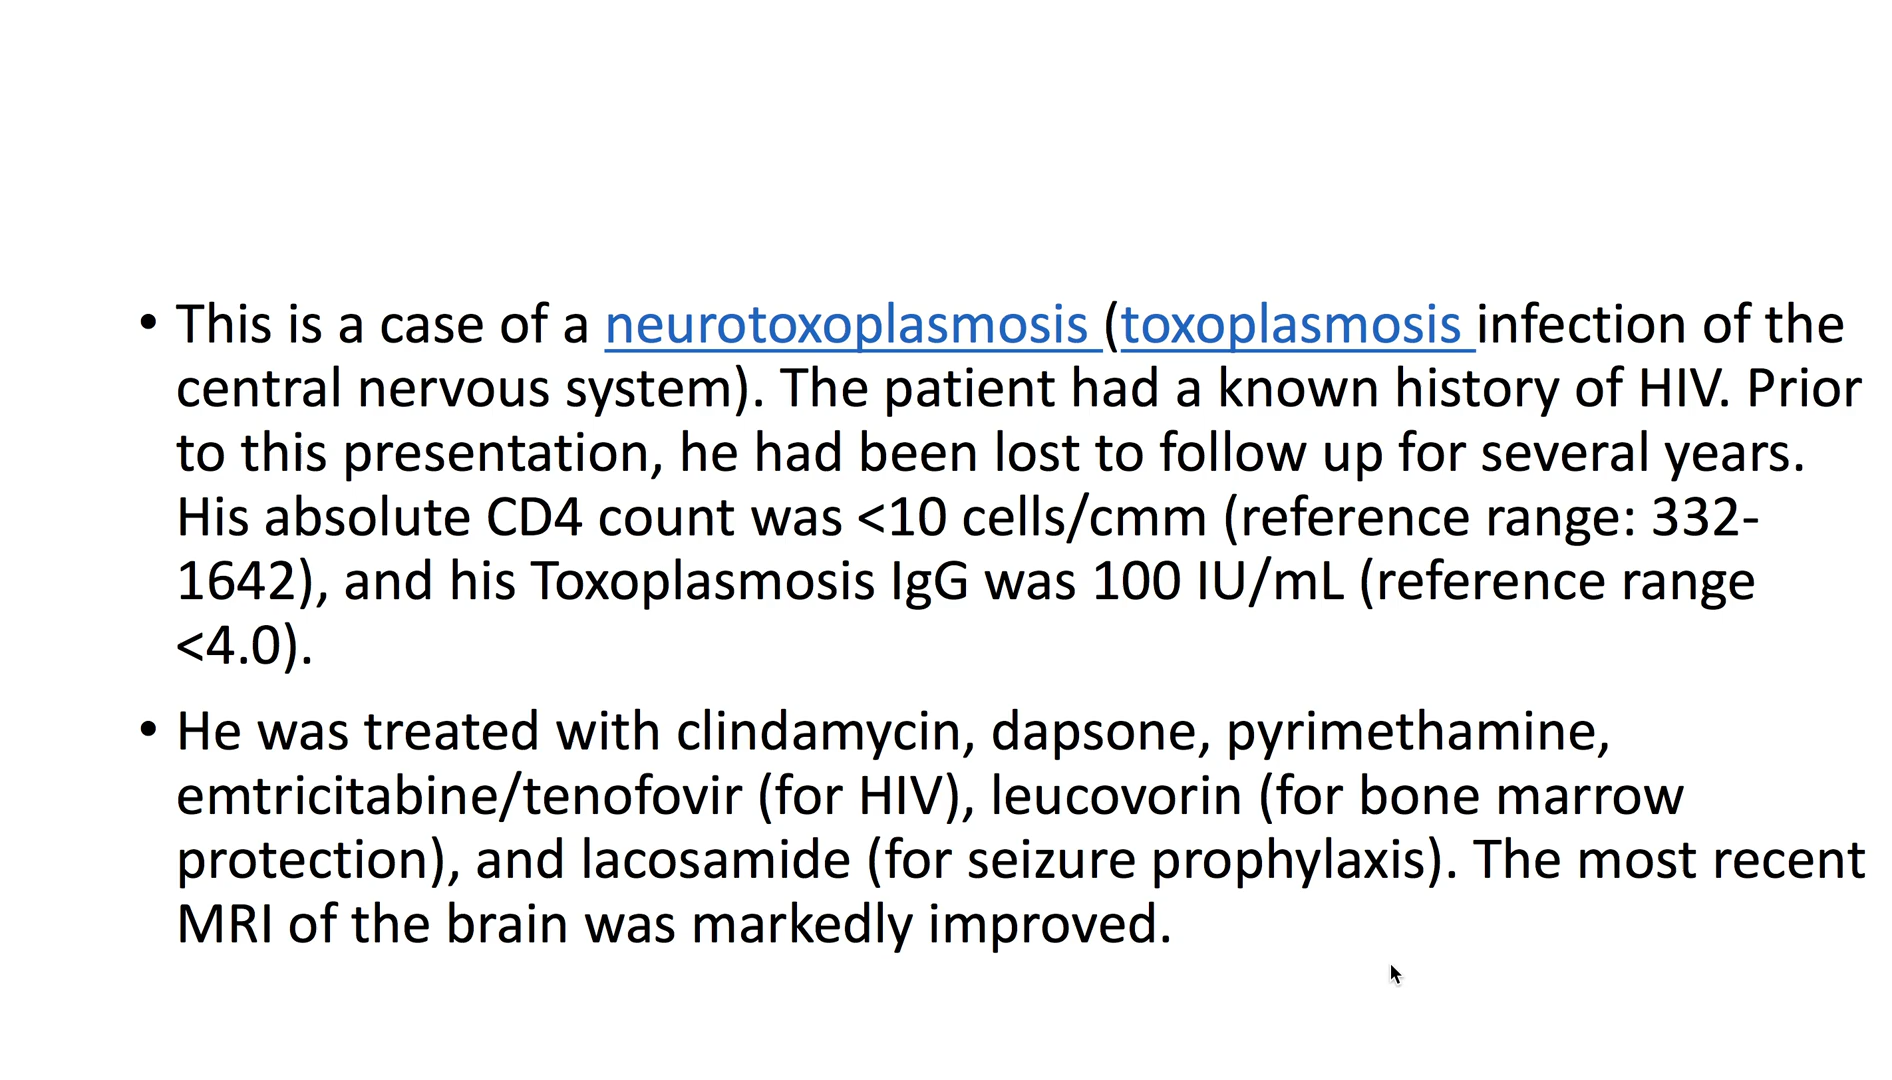 • This is a case of a neurotoxoplasmosis (toxoplasmosis infection of the
central nervous system). The patient had a known history of HIV. Prior
to this presentation, he had been lost to follow up for several years.
His absolute CD4 count was <10 cells/cmm (reference range: 332-
1642), and his Toxoplasmosis IgG was 100 IU/mL (reference range
<4.0).
• He was treated with clindamycin, dapsone, pyrimethamine,
emtricitabine/tenofovir (for HIV), leucovorin (for bone marrow
protection), and lacosamide (for seizure prophylaxis). The most recent
MRI of the brain was markedly improved.